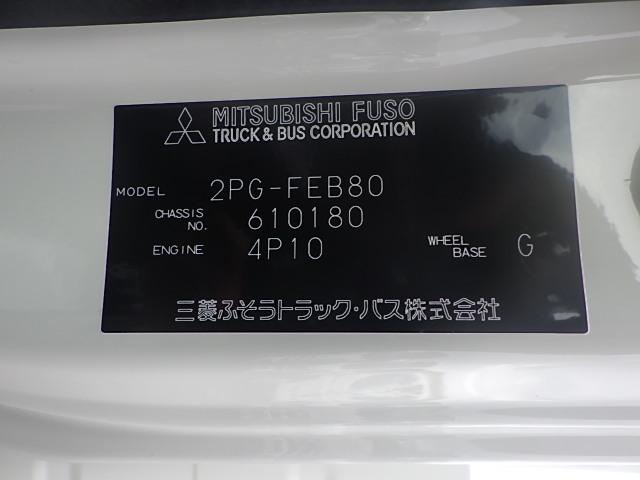 MITSUBISHI FUSO
TRUCK & BUS CORPORATION
MODEL 2PG-FEB80
CHASSIS NO. 610180
ENGINE 4P10 WHEEL BASE G
三菱ふそうトラック・バス株式会社